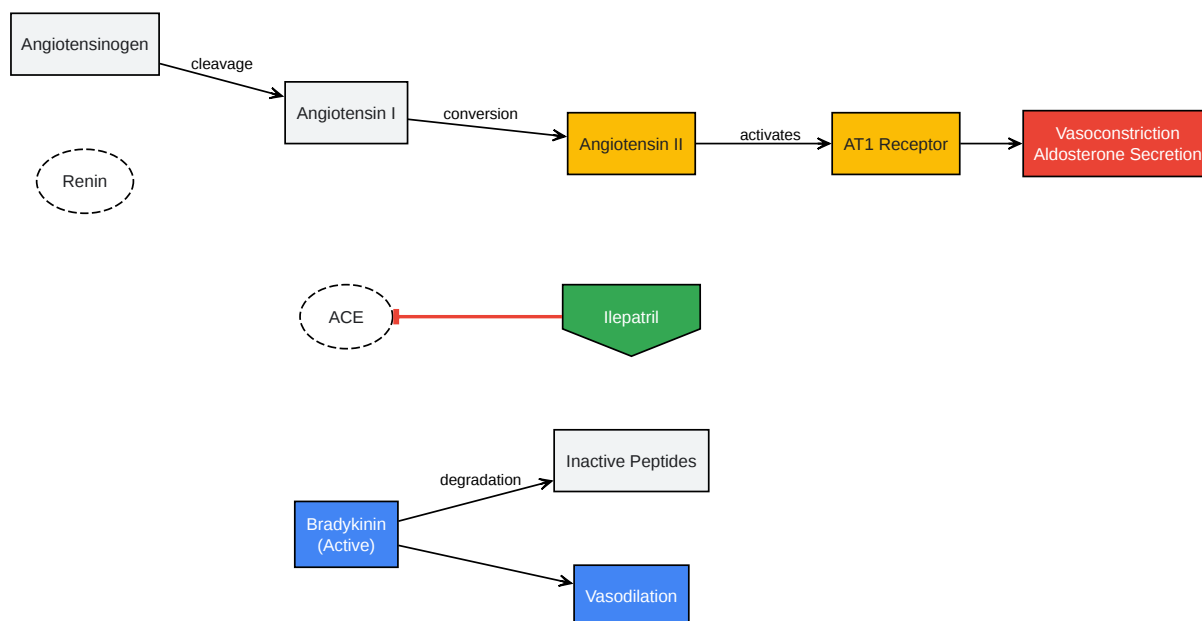 Angiotensinogen
cleavage
Angiotensin I
conversion
Angiotensin II
activates
AT1 Receptor
Vasoconstriction
Aldosterone Secretion
Renin
ACE
Ilepatril
Inactive Peptides
degradation
Bradykinin
(Active)
Vasodilation